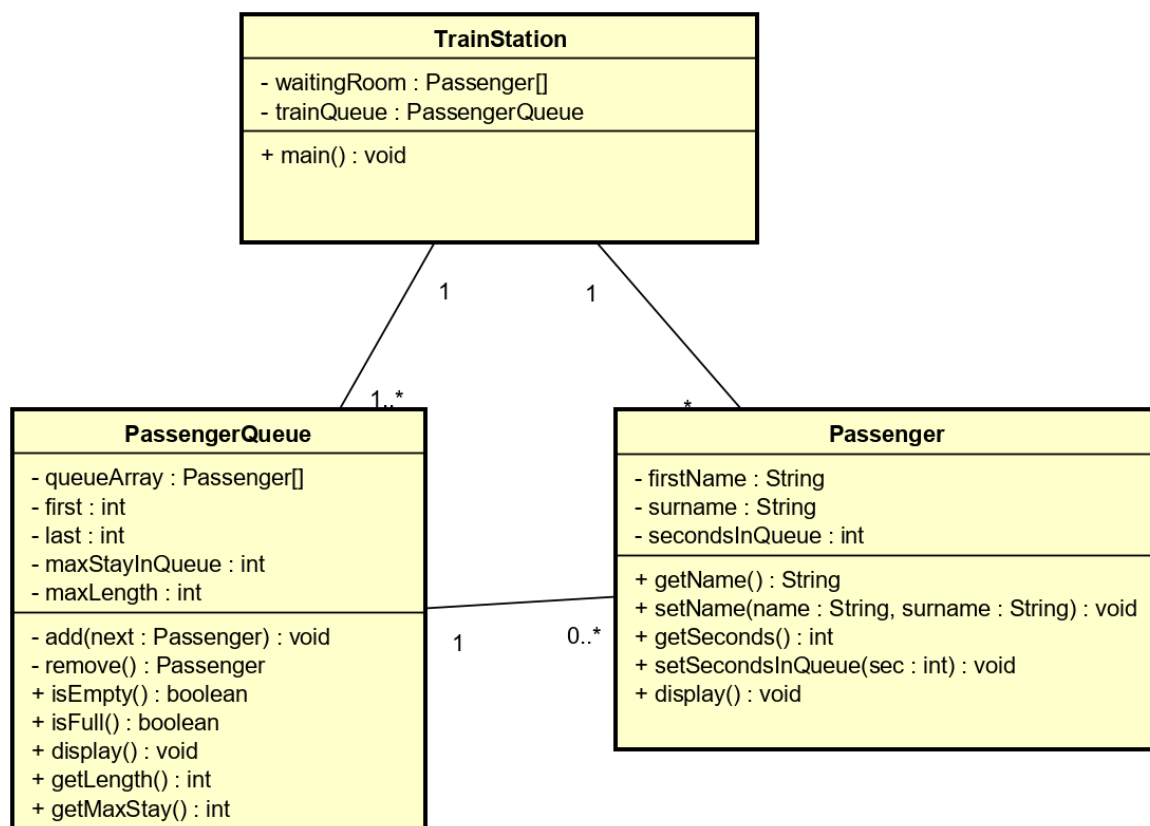 TrainStation
- waitingRoom : Passenger[]
- trainQueue : PassengerQueue
+ main() : void
1
1
1..*
*
PassengerQueue
- queueArray : Passenger[]
- first : int
- last : int
- maxStayInQueue : int
- maxLength : int
- add(next : Passenger) : void
- remove() : Passenger
+ isEmpty() : boolean
+ isFull() : boolean
+ display() : void
+ getLength() : int
+ getMaxStay() : int
1
0..*
Passenger
- firstName : String
- surname : String
- secondsInQueue : int
+ getName() : String
+ setName(name : String, surname : String) : void
+ getSeconds() : int
+ setSecondsInQueue(sec : int) : void
+ display() : void